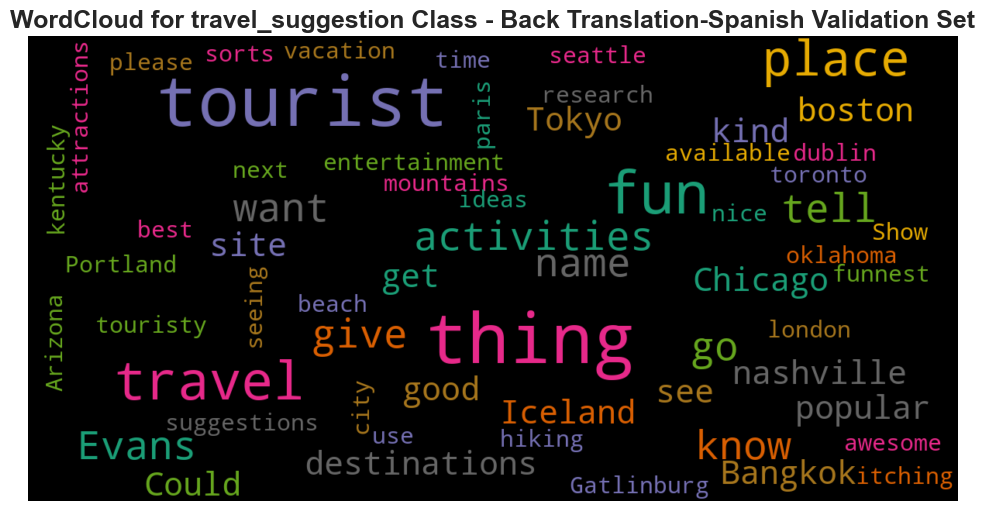 WordCloud for travel_suggestion Class - Back Translation-Spanish Validation Set
please
sorts
vacation
time
seattle
place
attractions
tourist
paris
research
Tokyo
boston
kind
kentucky
next
entertainment
available
dublin
mountains
toronto
ideas
fun
want
nice
tell
best
site
activities
Show
name
oklahoma
Portland
get
Chicago
funnest
seeing
beach
Arizona
touristy
give
thing
london
go
travel
nashville
city
good
see
Iceland
popular
suggestions
use
hiking
Evans
know
awesome
destinations
Bangkok
itching
Could
Gatlinburg